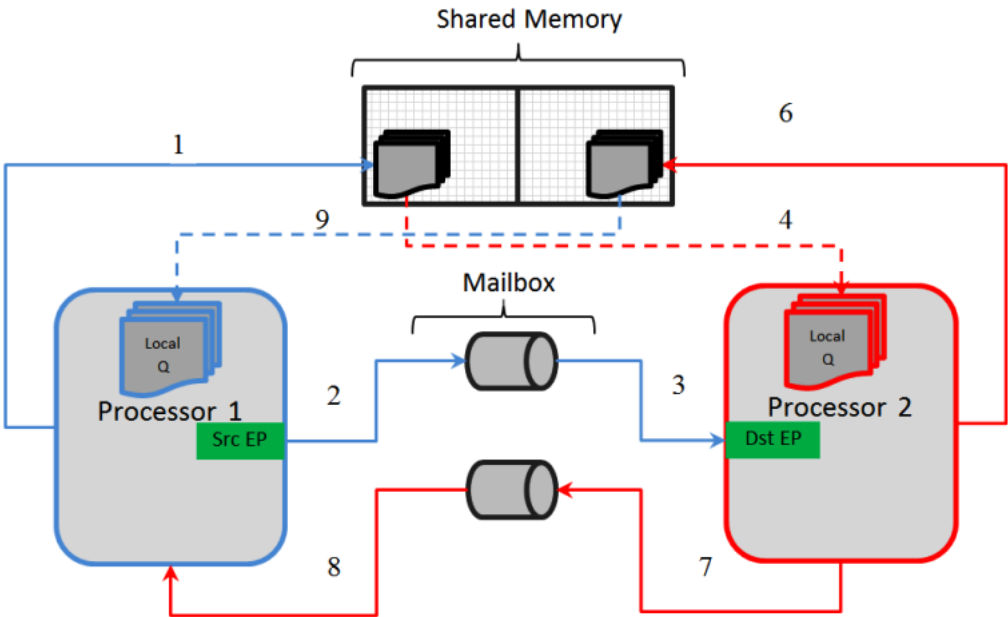 Shared Memory
6
1
9
4
Mailbox
Local
Q
Local
Q
2
3
Processor 1
Processor 2
Src EP
Dst EP
8
7